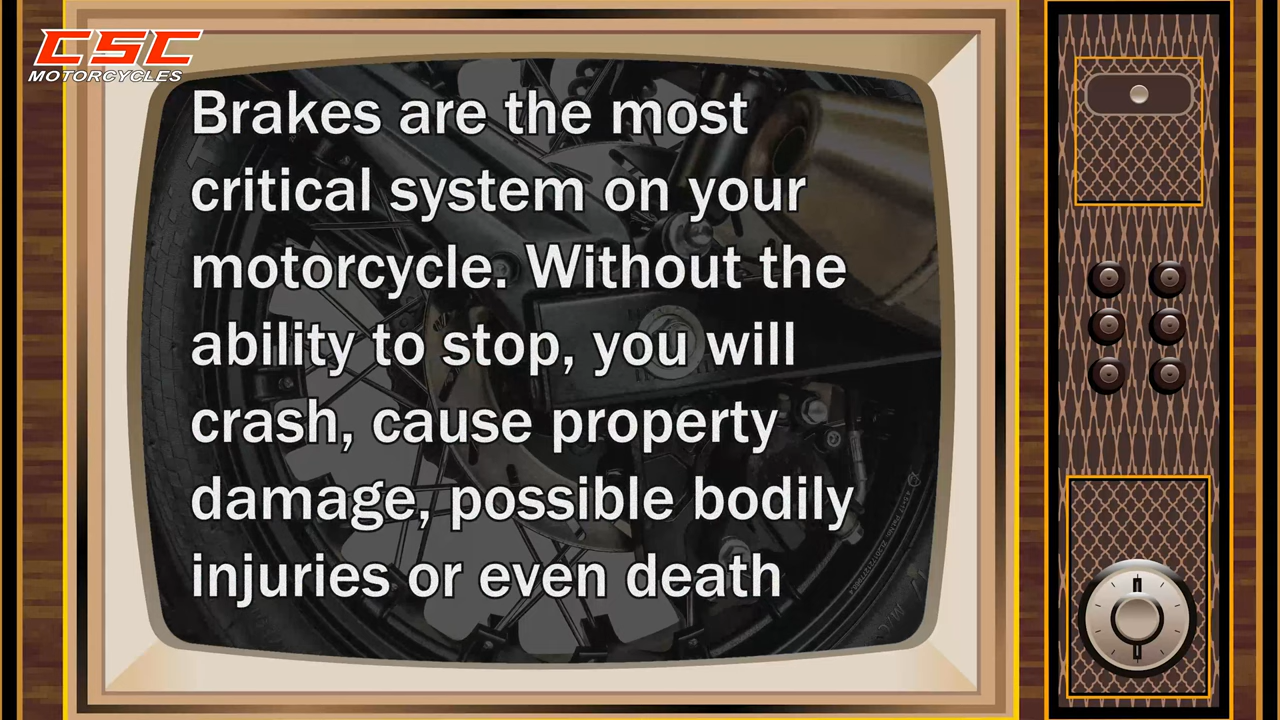 CSC
MOTORCYCLES
Brakes are the most
critical system on your
motorcycle. Without the
ability to stop, you will
crash, cause property
damage, possible bodily
injuries or even death